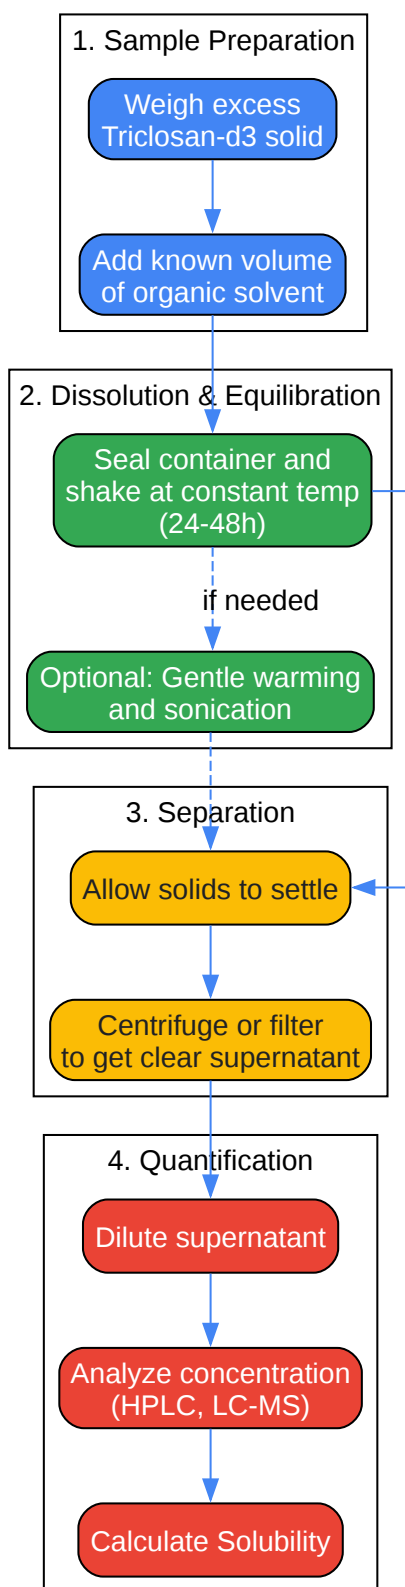 1. Sample Preparation
Weigh excess
Triclosan-d3 solid
Add known volume
of organic solvent
2. Dissolution & Equilibration
Seal container and
shake at constant temp
(24-48h)
if needed
Optional: Gentle warming
and sonication
3. Separation
Allow solids to settle
Centrifuge or filter
to get clear supernatant
4. Quantification
Dilute supernatant
Analyze concentration
(HPLC, LC-MS)
Calculate Solubility